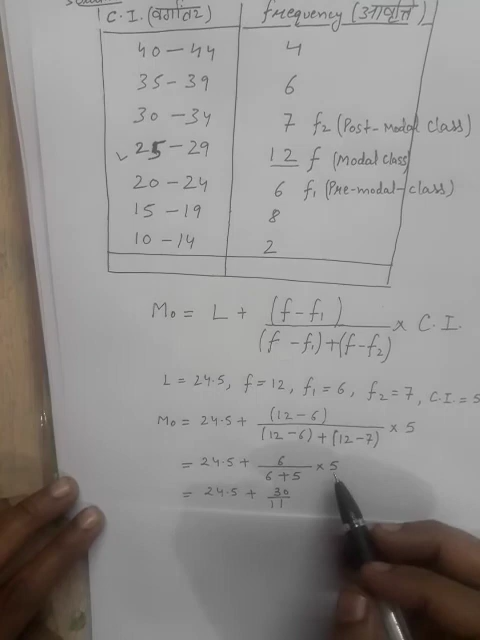 C.I. (वर्गांतर) frequency (आवृत्ति)
40-44 4
35-39 6
30-34 7 f₂ (Post-Modal class)
✓ 25-29 12 f (Modal class)
20-24 6 f₁ (Pre-modal-class)
15-19 8
10-14 2
Mo = L + (f-f₁) / (f-f₁)+(f-f₂) × C.I.
L = 24.5, f=12, f₁=6, f₂=7, C.I.=5
Mo = 24.5 + (12-6) / (12-6)+(12-7) × 5
= 24.5 + 6 / 6+5 × 5
= 24.5 + 30 / 11